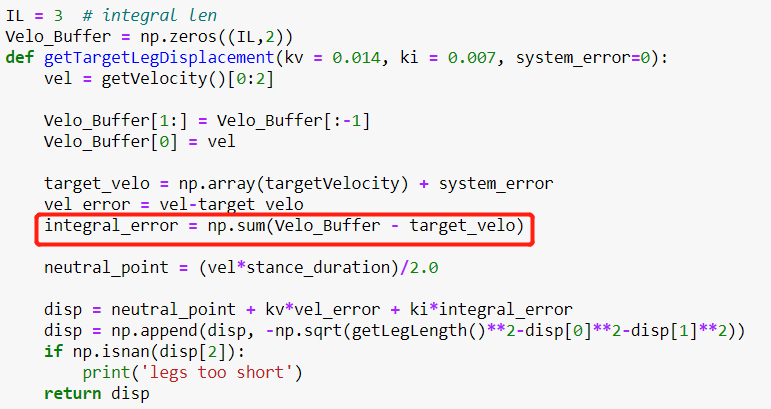 IL = 3  # integral len
Velo_Buffer = np.zeros((IL,2))
def getTargetLegDisplacement(kv = 0.014, ki = 0.007, system_error=0):
    vel = getVelocity()[0:2]
    Velo_Buffer[1:] = Velo_Buffer[:-1]
    Velo_Buffer[0] = vel
    target_velo = np.array(targetVelocity) + system_error
    vel_error = vel-target_velo
    integral_error = np.sum(Velo_Buffer - target_velo)
    neutral_point = (vel*stance_duration)/2.0
    disp = neutral_point + kv*vel_error + ki*integral_error
    disp = np.append(disp, -np.sqrt(getLegLength()**2-disp[0]**2-disp[1]**2))
    if np.isnan(disp[2]):
        print('legs too short')
    return disp